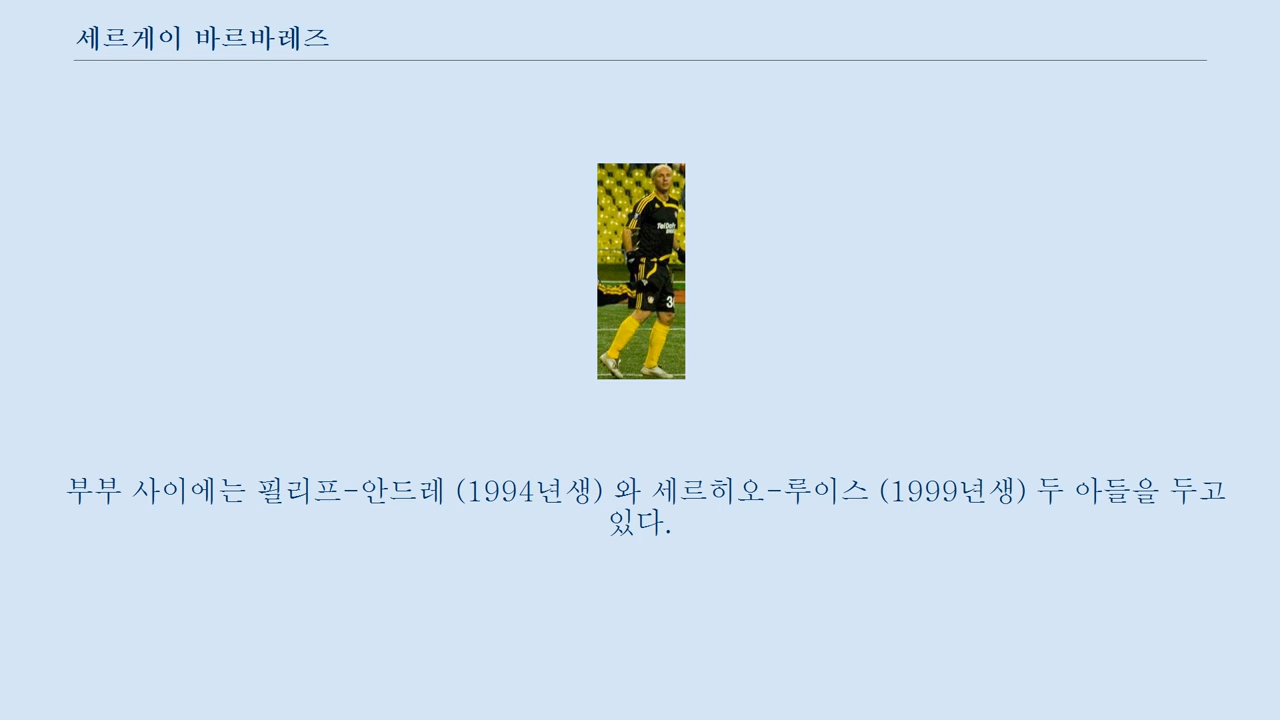 세르게이 바르바레즈
부부 사이에는 필리프-안드레 (1994년생) 와 세르히오-루이스 (1999년생) 두 아들을 두고
있다.